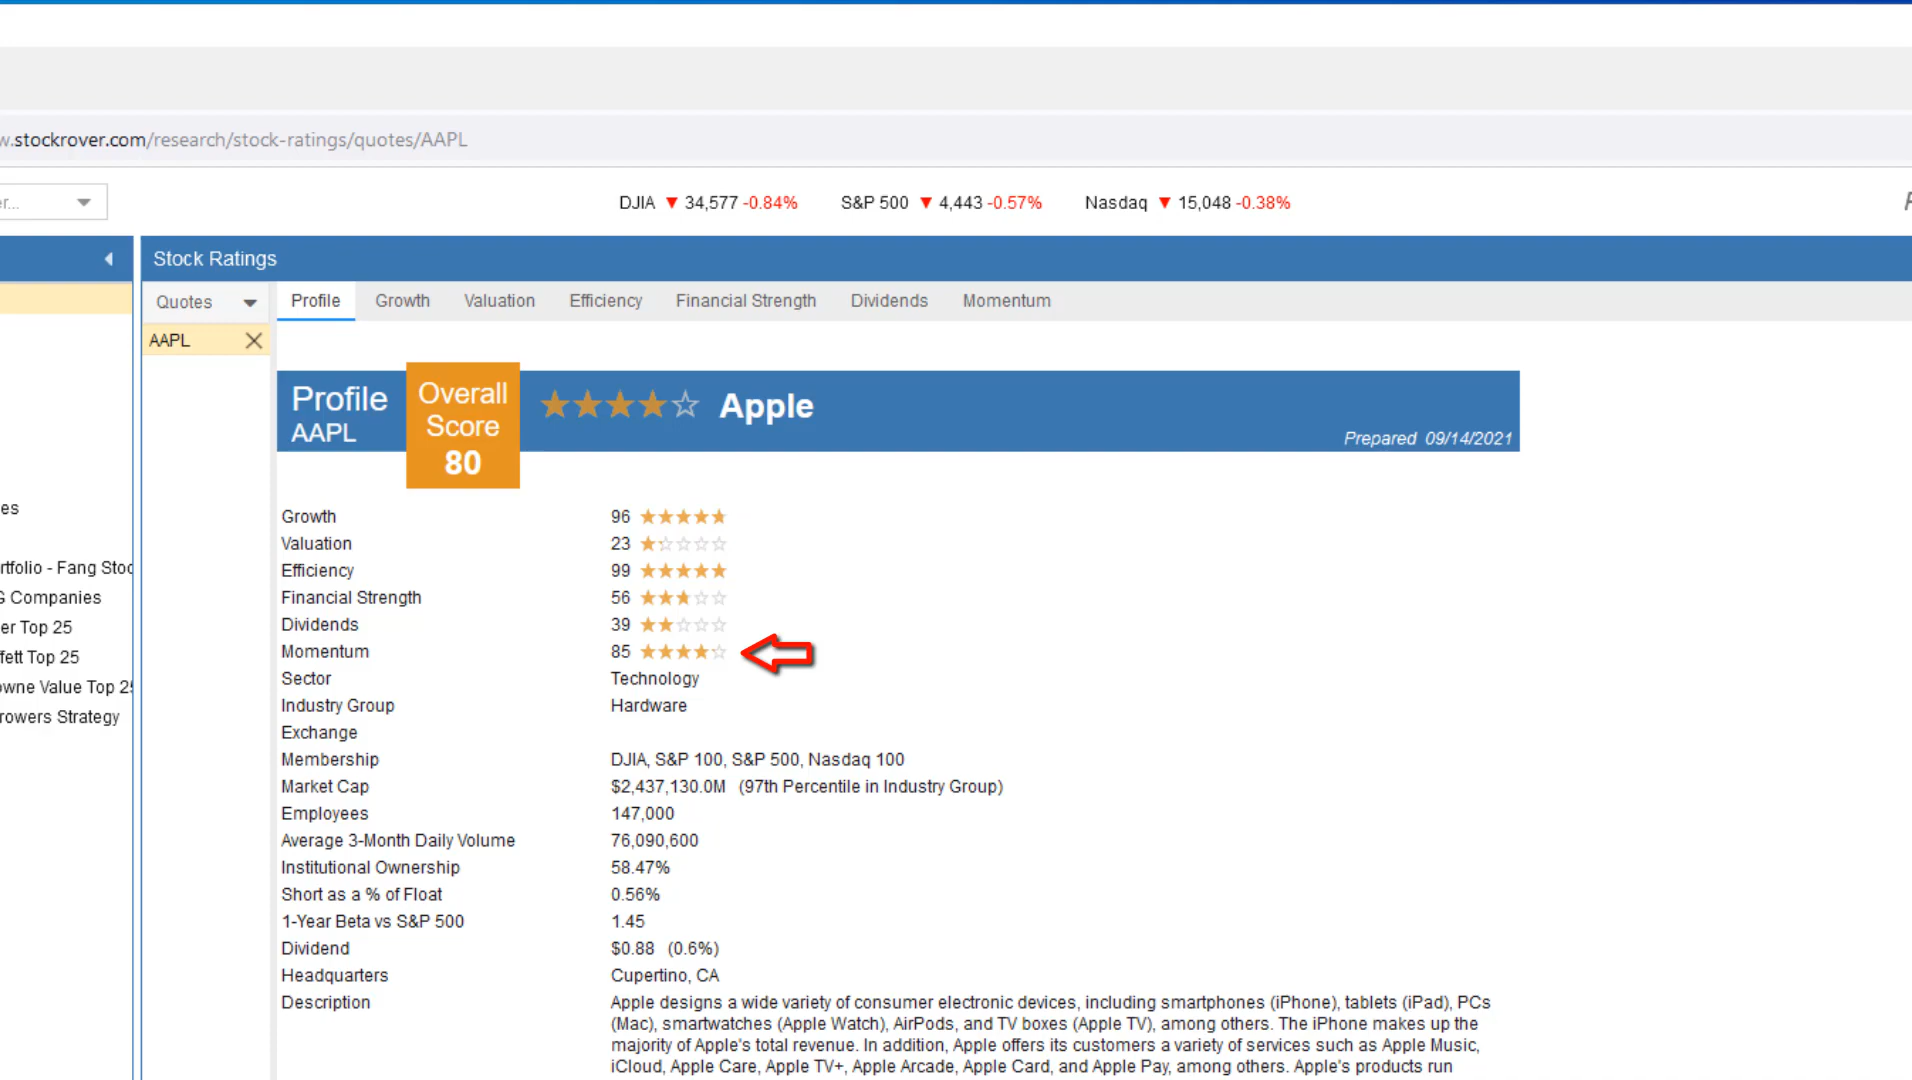 w.stockrover.com/research/stock-ratings/quotes/AAPL
er... DJIA ▼ 34,577 -0.84% S&P 500 ▼ 4,443 -0.57% Nasdaq ▼ 15,048 -0.38%
Stock Ratings
Quotes Profile Growth Valuation Efficiency Financial Strength Dividends Momentum
AAPL
Profile
AAPL
Overall
Score
80
Apple
Prepared 09/14/2021
Growth 96
Valuation 23
Efficiency 99
Financial Strength 56
Dividends 39
Momentum 85
Sector Technology
Industry Group Hardware
Exchange
Membership DJIA, S&P 100, S&P 500, Nasdaq 100
Market Cap $2,437,130.0M (97th Percentile in Industry Group)
Employees 147,000
Average 3-Month Daily Volume 76,090,600
Institutional Ownership 58.47%
Short as a % of Float 0.56%
1-Year Beta vs S&P 500 1.45
Dividend $0.88 (0.6%)
Headquarters Cupertino, CA
Description Apple designs a wide variety of consumer electronic devices, including smartphones (iPhone), tablets (iPad), PCs
(Mac), smartwatches (Apple Watch), AirPods, and TV boxes (Apple TV), among others. The iPhone makes up the
majority of Apple's total revenue. In addition, Apple offers its customers a variety of services such as Apple Music,
iCloud, Apple Care, Apple TV+, Apple Arcade, Apple Card, and Apple Pay, among others. Apple's products run
es
rtfolio - Fang Stoc
G Companies
er Top 25
fett Top 25
owne Value Top 25
rowers Strategy